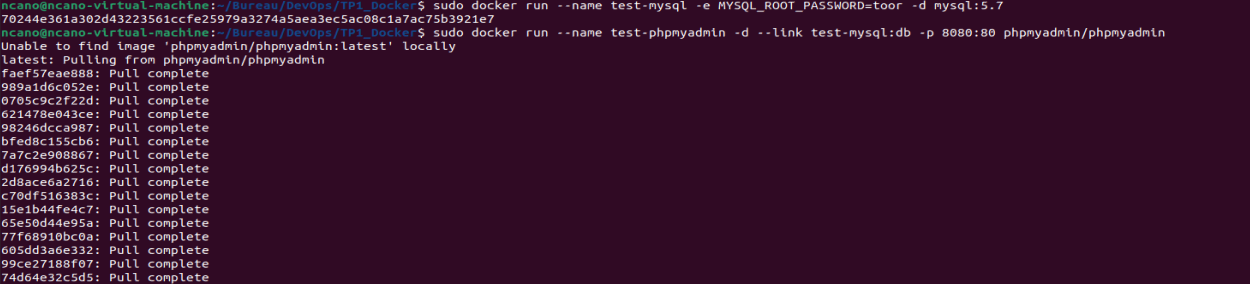 ncano@ncano-virtual-machine:~/Bureau/DevOps/TP1_Docker$ sudo docker run --name test-mysql -e MYSQL_ROOT_PASSWORD=toor -d mysql:5.7
70244e361a302d43223561ccfe25979a3274a5aea3ec5ac08c1a7ac75b3921e7
ncano@ncano-virtual-machine:~/Bureau/DevOps/TP1_Docker$ sudo docker run --name test-phpmyadmin -d --link test-mysql:db -p 8080:80 phpmyadmin/phpmyadmin
Unable to find image 'phpmyadmin/phpmyadmin:latest' locally
latest: Pulling from phpmyadmin/phpmyadmin
faef57eae888: Pull complete
989a1d6c052e: Pull complete
0705c9c2f22d: Pull complete
621478e043ce: Pull complete
98246dcca987: Pull complete
bfed8c155cb6: Pull complete
7a7c2e908867: Pull complete
d176994b625c: Pull complete
2d8ace6a2716: Pull complete
c70df516383c: Pull complete
15e1b44fe4c7: Pull complete
65e50d44e95a: Pull complete
77f68910bc0a: Pull complete
605dd3a6e332: Pull complete
99ce27188f07: Pull complete
74d64e32c5d5: Pull complete